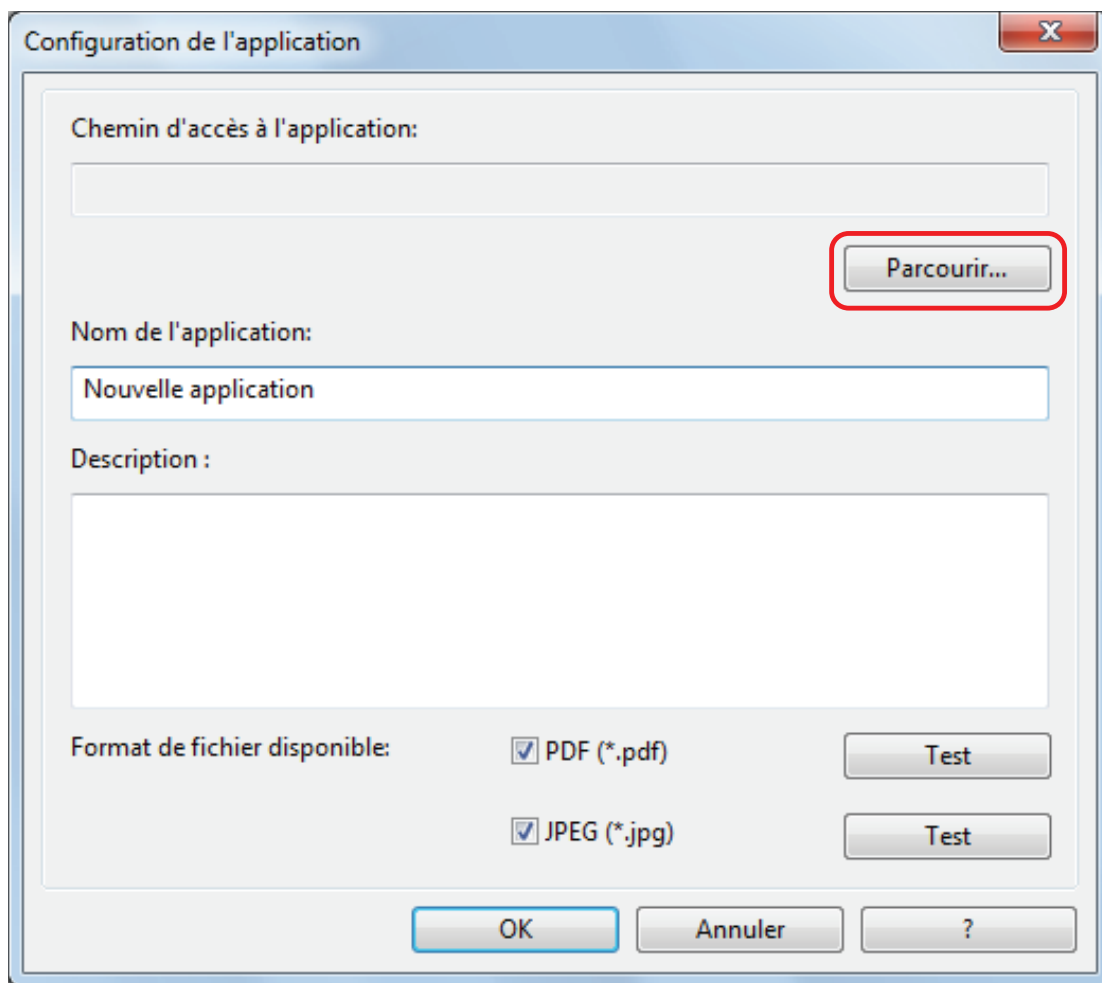 Configuration de l'application
Chemin d'accès à l'application:
Parcourir...
Nom de l'application:
Nouvelle application
Description :
Format de fichier disponible:
PDF (*.pdf)
Test
JPEG (*.jpg)
Test
OK
Annuler
?